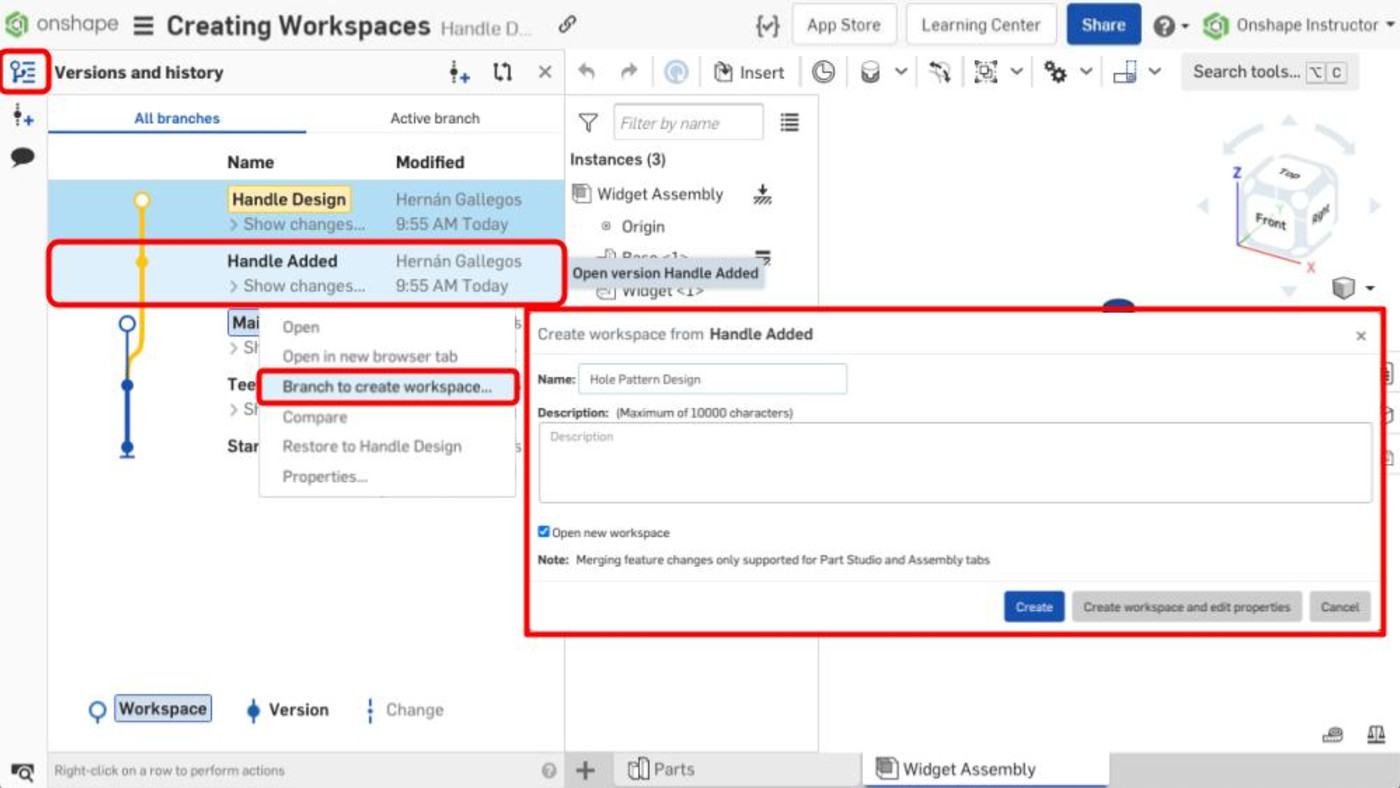 onshape Creating Workspaces Handle D... App Store Learning Center Share Onshape Instructor
Versions and history Insert Search tools... ⌥ C
All branches Active branch Filter by name
Name Modified Instances (3)
Handle Design Hernán Gallegos Widget Assembly
Show changes... 9:55 AM Today Origin
Handle Added Hernán Gallegos Base <1>
Show changes... 9:55 AM Today Open version Handle Added
Widget <1>
Z Top Front Right X Y
Mai
Sh
Tee
Sh
Star
Open
Open in new browser tab
Branch to create workspace...
Compare
Restore to Handle Design
Properties...
Create workspace from Handle Added
Name: Hole Pattern Design
Description: (Maximum of 10000 characters)
Description
Open new workspace
Note: Merging feature changes only supported for Part Studio and Assembly tabs
Create Create workspace and edit properties Cancel
Workspace Version Change
Right-click on a row to perform actions Parts Widget Assembly